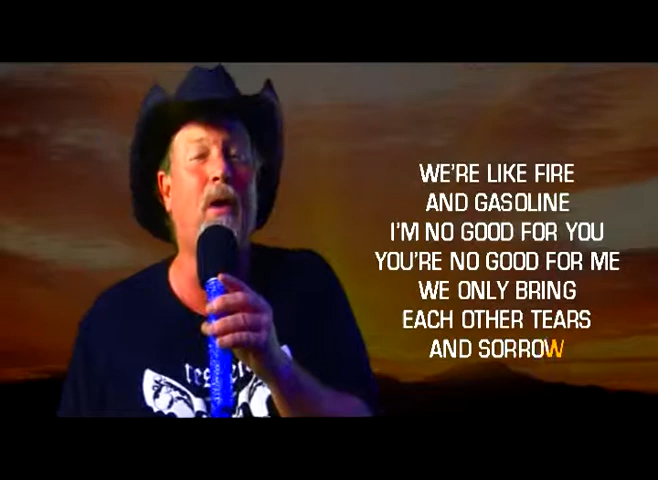 WE'RE LIKE FIRE
AND GASOLINE
I'M NO GOOD FOR YOU
YOU'RE NO GOOD FOR ME
WE ONLY BRING
EACH OTHER TEARS
AND SORROW